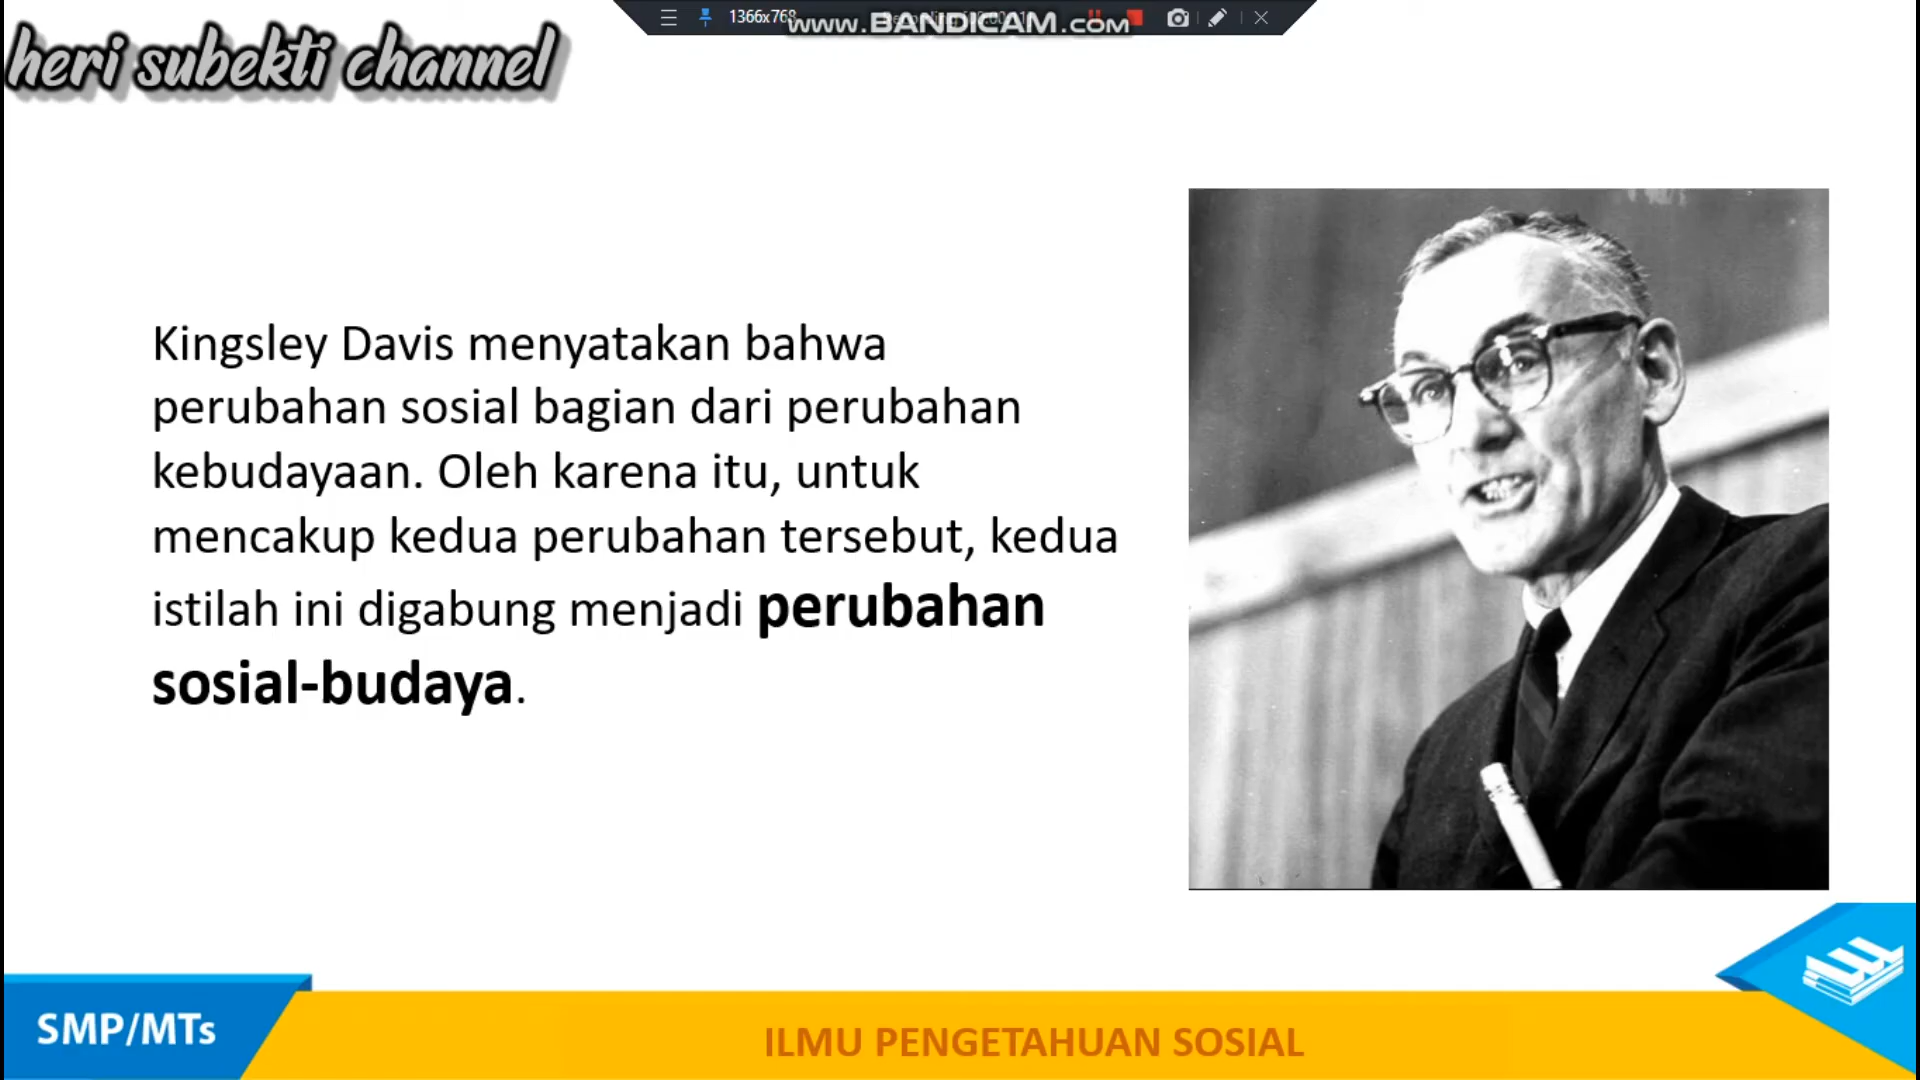 heri subekti channel
1366x768
www.BANDICAM.com
Kingsley Davis menyatakan bahwa
perubahan sosial bagian dari perubahan
kebudayaan. Oleh karena itu, untuk
mencakup kedua perubahan tersebut, kedua
istilah ini digabung menjadi perubahan
sosial-budaya.
SMP/MTs
ILMU PENGETAHUAN SOSIAL